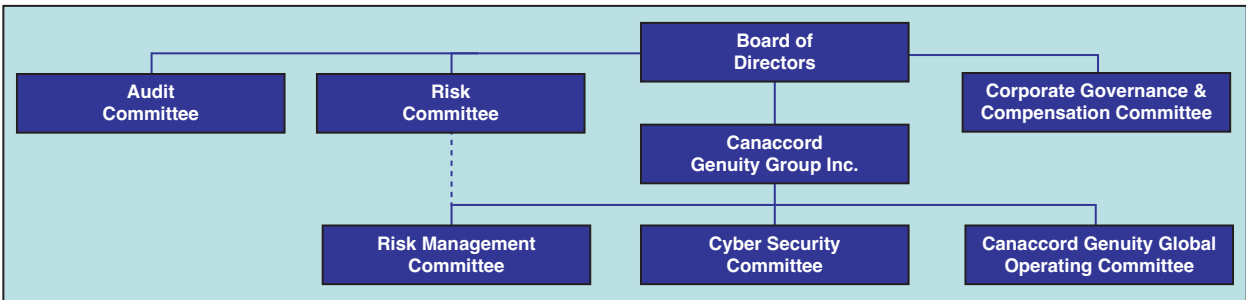 Board of
Directors
Audit
Committee
Risk
Committee
Corporate Governance &
Compensation Committee
Canaccord
Genuity Group Inc.
Risk Management
Committee
Cyber Security
Committee
Canaccord Genuity Global
Operating Committee